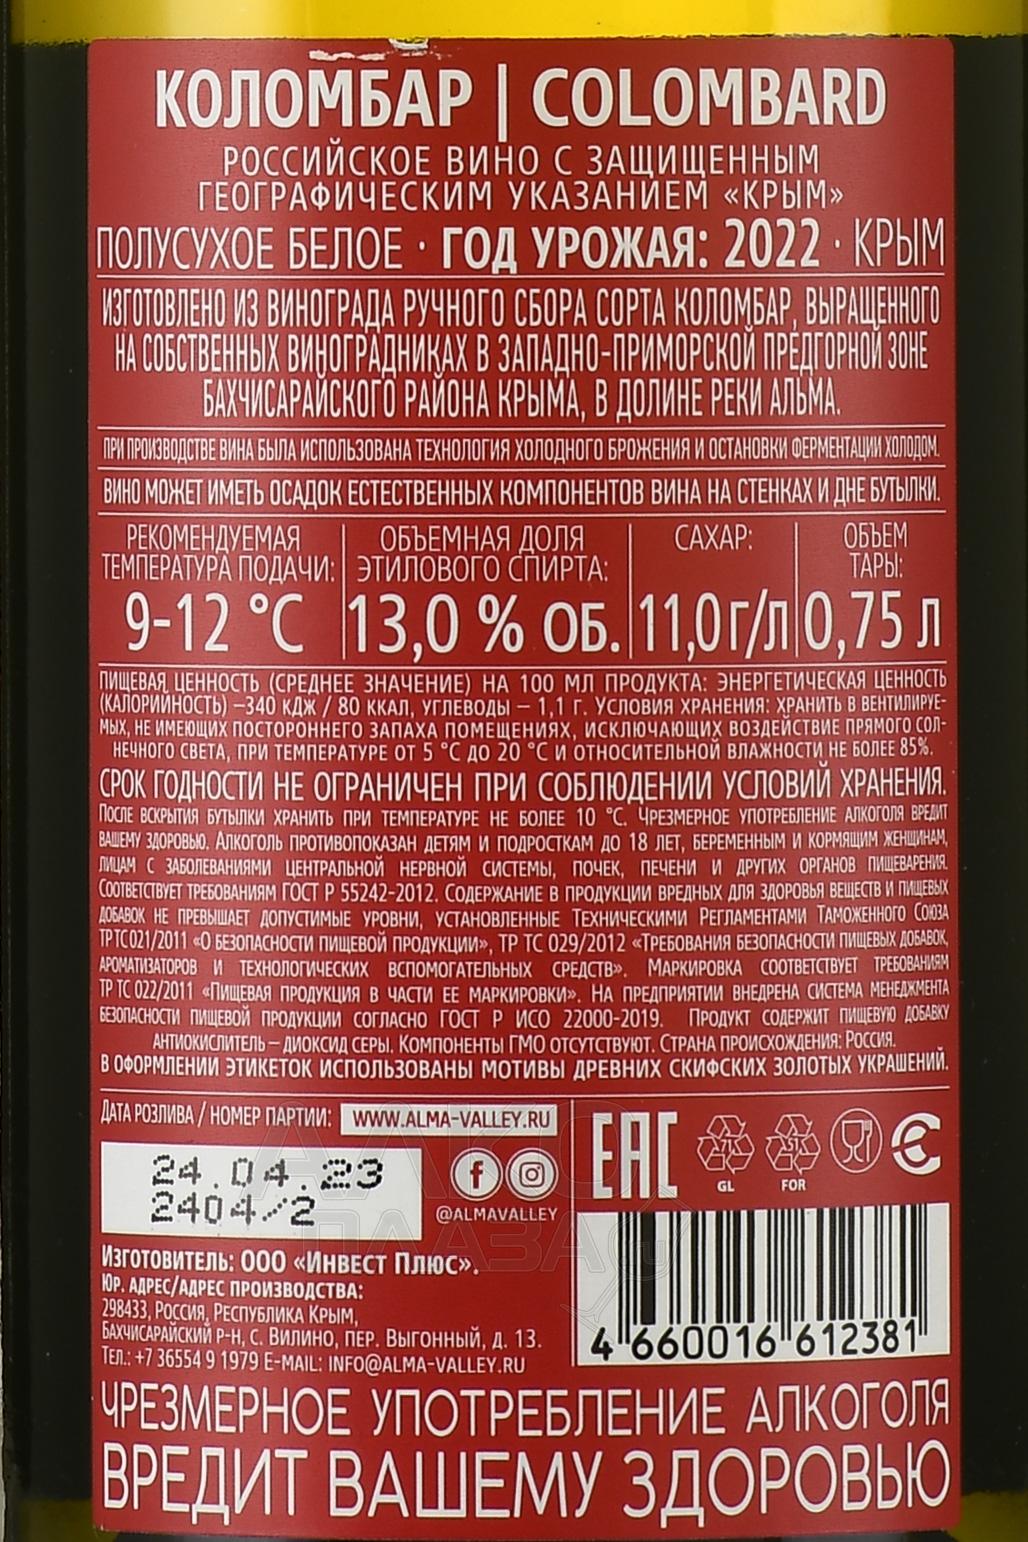 КОЛОМБАР | COLOMBARD
РОССИЙСКОЕ ВИНО С ЗАЩИЩЕННЫМ
ГЕОГРАФИЧЕСКИМ УКАЗАНИЕМ «КРЫМ»
ПОЛУСУХОЕ БЕЛОЕ · ГОД УРОЖАЯ: 2022 · КРЫМ
ИЗГОТОВЛЕНО ИЗ ВИНОГРАДА РУЧНОГО СБОРА СОРТА КОЛОМБАР, ВЫРАЩЕННОГО
НА СОБСТВЕННЫХ ВИНОГРАДНИКАХ В ЗАПАДНО-ПРИМОРСКОЙ ПРЕДГОРНОЙ ЗОНЕ
БАХЧИСАРАЙСКОГО РАЙОНА КРЫМА, В ДОЛИНЕ РЕКИ АЛЬМА.
ПРИ ПРОИЗВОДСТВЕ ВИНА БЫЛА ИСПОЛЬЗОВАНА ТЕХНОЛОГИЯ ХОЛОДНОГО БРОЖЕНИЯ И ОСТАНОВКИ ФЕРМЕНТАЦИИ ХОЛОДОМ.
ВИНО МОЖЕТ ИМЕТЬ ОСАДОК ЕСТЕСТВЕННЫХ КОМПОНЕНТОВ ВИНА НА СТЕНКАХ И ДНЕ БУТЫЛКИ.
РЕКОМЕНДУЕМАЯ
ТЕМПЕРАТУРА ПОДАЧИ:
9-12 °C
ОБЪЕМНАЯ ДОЛЯ
ЭТИЛОВОГО СПИРТА:
13,0 % ОБ.
САХАР:
11,0 г/л
ОБЪЕМ
ТАРЫ:
0,75 л
ПИЩЕВАЯ ЦЕННОСТЬ (СРЕДНЕЕ ЗНАЧЕНИЕ) НА 100 МЛ ПРОДУКТА: ЭНЕРГЕТИЧЕСКАЯ ЦЕННОСТЬ
(КАЛОРИЙНОСТЬ) –340 КДЖ / 80 ККАЛ, УГЛЕВОДЫ – 1,1 Г. УСЛОВИЯ ХРАНЕНИЯ: ХРАНИТЬ В ВЕНТИЛИРУЕ-
МЫХ, НЕ ИМЕЮЩИХ ПОСТОРОННЕГО ЗАПАХА ПОМЕЩЕНИЯХ, ИСКЛЮЧАЮЩИХ ВОЗДЕЙСТВИЕ ПРЯМОГО СОЛ-
НЕЧНОГО СВЕТА, ПРИ ТЕМПЕРАТУРЕ ОТ 5 °C ДО 20 °C И ОТНОСИТЕЛЬНОЙ ВЛАЖНОСТИ НЕ БОЛЕЕ 85%.
СРОК ГОДНОСТИ НЕ ОГРАНИЧЕН ПРИ СОБЛЮДЕНИИ УСЛОВИЙ ХРАНЕНИЯ.
ПОСЛЕ ВСКРЫТИЯ БУТЫЛКИ ХРАНИТЬ ПРИ ТЕМПЕРАТУРЕ НЕ БОЛЕЕ 10 °C. ЧРЕЗМЕРНОЕ УПОТРЕБЛЕНИЕ АЛКОГОЛЯ ВРЕДИТ
ВАШЕМУ ЗДОРОВЬЮ. АЛКОГОЛЬ ПРОТИВОПОКАЗАН ДЕТЯМ И ПОДРОСТКАМ ДО 18 ЛЕТ, БЕРЕМЕННЫМ И КОРМЯЩИМ ЖЕНЩИНАМ,
ЛИЦАМ С ЗАБОЛЕВАНИЯМИ ЦЕНТРАЛЬНОЙ НЕРВНОЙ СИСТЕМЫ, ПОЧЕК, ПЕЧЕНИ И ДРУГИХ ОРГАНОВ ПИЩЕВАРЕНИЯ.
СООТВЕТСТВУЕТ ТРЕБОВАНИЯМ ГОСТ Р 55242-2012. СОДЕРЖАНИЕ В ПРОДУКЦИИ ВРЕДНЫХ ДЛЯ ЗДОРОВЬЯ ВЕЩЕСТВ И ПИЩЕВЫХ
ДОБАВОК НЕ ПРЕВЫШАЕТ ДОПУСТИМЫЕ УРОВНИ, УСТАНОВЛЕННЫЕ ТЕХНИЧЕСКИМИ РЕГЛАМЕНТАМИ ТАМОЖЕННОГО СОЮЗА
ТР ТС 021/2011 «О БЕЗОПАСНОСТИ ПИЩЕВОЙ ПРОДУКЦИИ», ТР ТС 029/2012 «ТРЕБОВАНИЯ БЕЗОПАСНОСТИ ПИЩЕВЫХ ДОБАВОК,
АРОМАТИЗАТОРОВ И ТЕХНОЛОГИЧЕСКИХ ВСПОМОГАТЕЛЬНЫХ СРЕДСТВ». МАРКИРОВКА СООТВЕТСТВУЕТ ТРЕБОВАНИЯМ
ТР ТС 022/2011 «ПИЩЕВАЯ ПРОДУКЦИЯ В ЧАСТИ ЕЕ МАРКИРОВКИ». НА ПРЕДПРИЯТИИ ВНЕДРЕНА СИСТЕМА МЕНЕДЖМЕНТА
БЕЗОПАСНОСТИ ПИЩЕВОЙ ПРОДУКЦИИ СОГЛАСНО ГОСТ Р ИСО 22000-2019. ПРОДУКТ СОДЕРЖИТ ПИЩЕВУЮ ДОБАВКУ
АНТИОКИСЛИТЕЛЬ – ДИОКСИД СЕРЫ. КОМПОНЕНТЫ ГМО ОТСУТСТВУЮТ. СТРАНА ПРОИСХОЖДЕНИЯ: РОССИЯ.
В ОФОРМЛЕНИИ ЭТИКЕТОК ИСПОЛЬЗОВАНЫ МОТИВЫ ДРЕВНИХ СКИФСКИХ ЗОЛОТЫХ УКРАШЕНИЙ.
ДАТА РОЗЛИВА / НОМЕР ПАРТИИ:
WWW.ALMA-VALLEY.RU
24.04.23
2404/2
@ALMAVALLEY
ИЗГОТОВИТЕЛЬ: ООО «ИНВЕСТ ПЛЮС».
ЮР. АДРЕС/АДРЕС ПРОИЗВОДСТВА:
298433, РОССИЯ, РЕСПУБЛИКА КРЫМ,
БАХЧИСАРАЙСКИЙ Р-Н, С. ВИЛИНО, ПЕР. ВЫГОННЫЙ, Д. 13.
ТЕЛ.: +7 36554 9 1979 E-MAIL: INFO@ALMA-VALLEY.RU
EAC
71
GL
51
FOR
4 660016 612381
АЛКО
ПЛАЗА
ru
ЧРЕЗМЕРНОЕ УПОТРЕБЛЕНИЕ АЛКОГОЛЯ
ВРЕДИТ ВАШЕМУ ЗДОРОВЬЮ